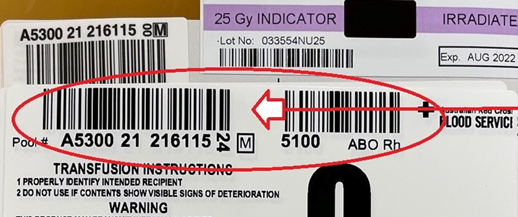 A5300 21 216115 00 M
25 Gy INDICATOR IRRADIATE
Lot No: 033554NU25
Exp. AUG 2022
Pool # A5300 21 216115 24 M
5100 ABO Rh
Australian Red Cros
BLOOD SERVICI
TRANSFUSION INSTRUCTIONS
1 PROPERLY IDENTIFY INTENDED RECIPIENT
2 DO NOT USE IF CONTENTS SHOW VISIBLE SIGNS OF DETERIORATION
WARNING